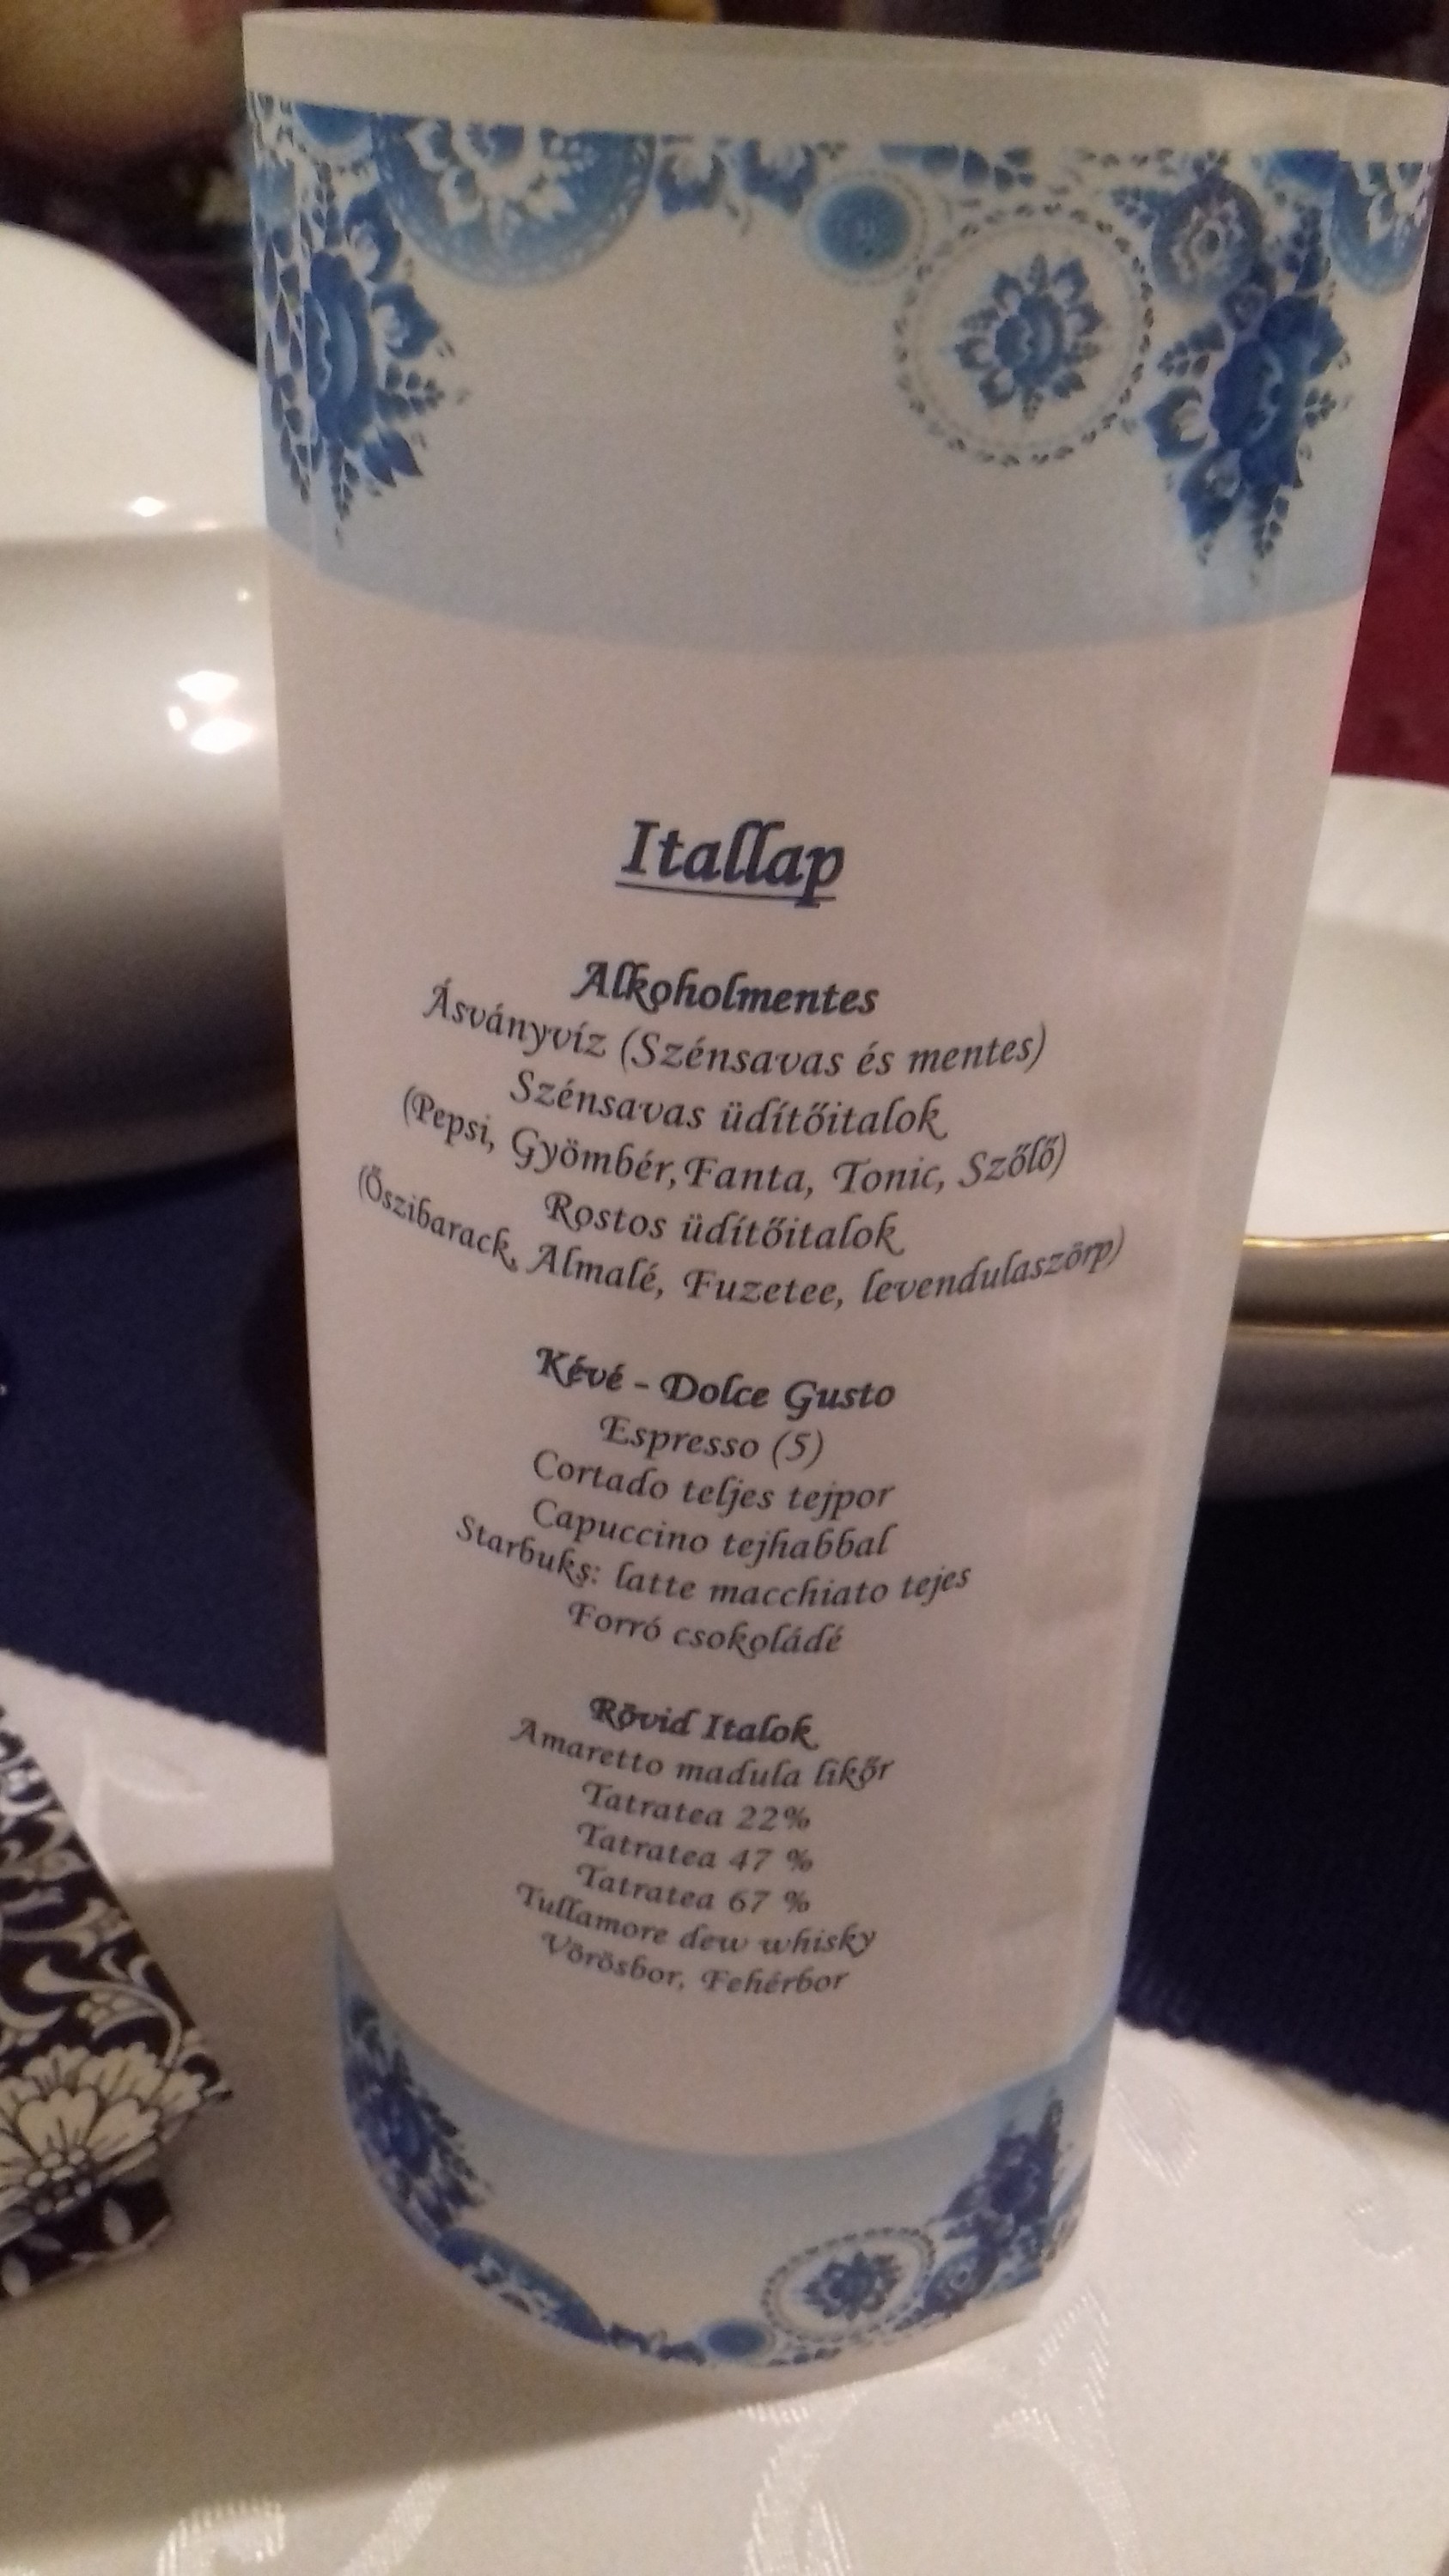 Itallap
Alkoholmentes
Ásványvíz (Szénsavas és mentes)
Szénsavas üdítőitalok
(Pepsi, Gyömbér,Fanta, Tonic, Szőlő)
Rostos üdítőitalok
(Őszibarack, Almalé, Fuzetee, levendulaszörp)
Kévé - Dolce Gusto
Espresso (5)
Cortado teljes tejpor
Capuccino tejhabbal
Starbuks: latte macchiato tejes
Forró csokoládé
Rövid Italok
Amaretto madula likőr
Tatratea 22%
Tatratea 47 %
Tatratea 67 %
Tullamore dew whisky
Vörösbor, Fehérbor